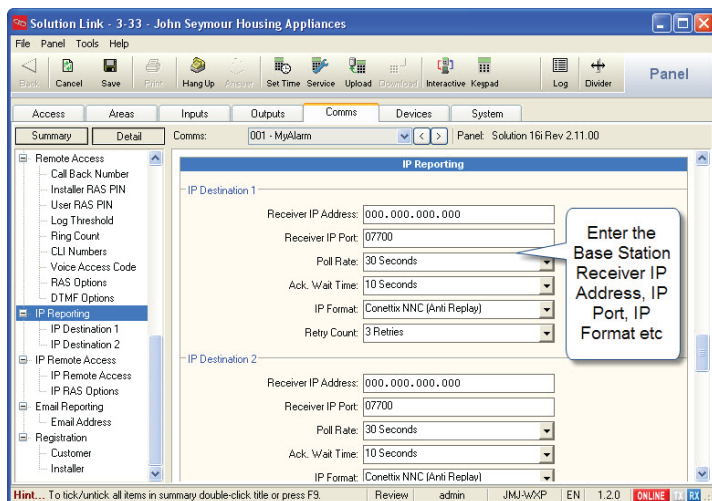 Solution Link - 3-33 - John Seymour Housing Appliances
File Panel Tools Help
Back Cancel Save Print Hang Up Answer Set Time Service Upload Download Interactive Keypad Log Divider Panel
Access Areas Inputs Outputs Comms Devices System
Summary Detail Comms: 001 - MyAlarm < > Panel: Solution 16i Rev 2.11.00
Remote Access
Call Back Number
Installer RAS PIN
User RAS PIN
Log Threshold
Ring Count
CLI Numbers
Voice Access Code
RAS Options
DTMF Options
IP Reporting
IP Destination 1
IP Destination 2
IP Remote Access
IP Remote Access
IP RAS Options
Email Reporting
Email Address
Registration
Customer
Installer
IP Reporting
IP Destination 1
Receiver IP Address: 000.000.000.000
Receiver IP Port: 07700
Poll Rate: 30 Seconds
Ack. Wait Time: 10 Seconds
IP Format: Conettix NNC (Anti Replay)
Retry Count: 3 Retries
Enter the
Base Station
Receiver IP
Address, IP
Port, IP
Format etc
IP Destination 2
Receiver IP Address: 000.000.000.000
Receiver IP Port: 07700
Poll Rate: 30 Seconds
Ack. Wait Time: 10 Seconds
IP Format: Conettix NNC (Anti Replay)
Hint... To tick/untick all items in summary double-click title or press F9. Review admin JMJ-WXP EN 1.2.0 ONLINE TX RX